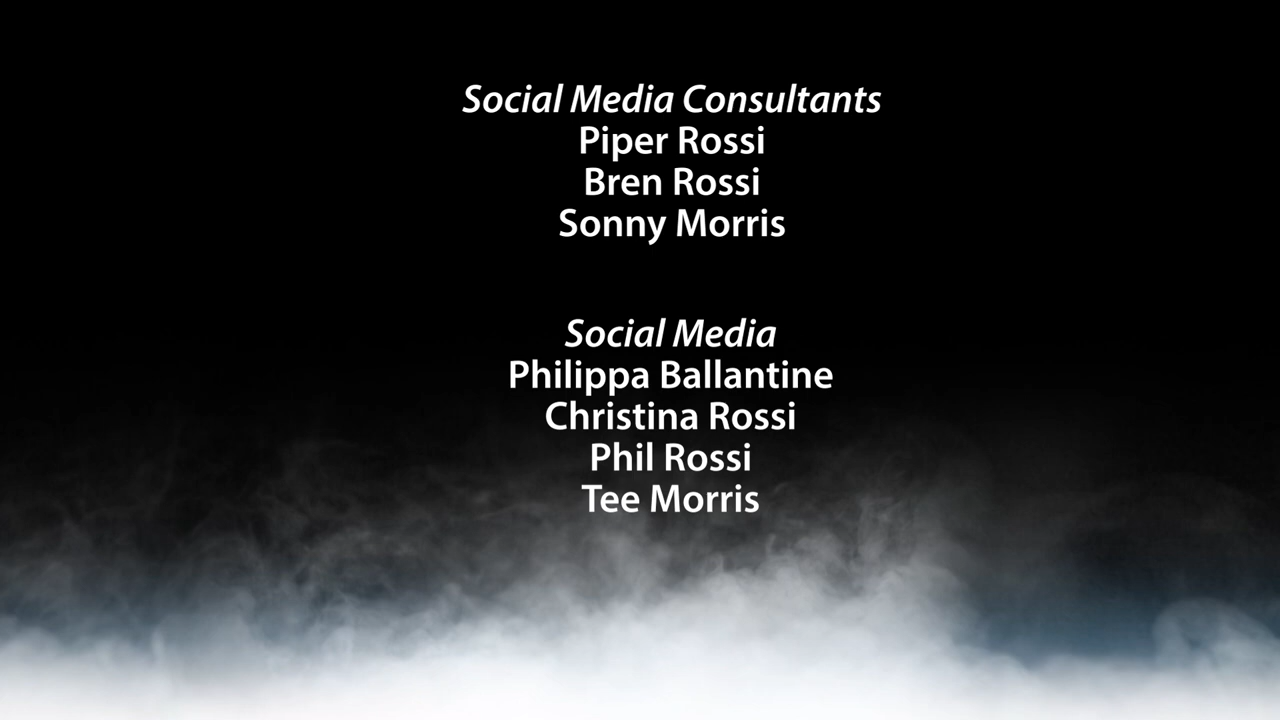 Social Media Consultants
Piper Rossi
Bren Rossi
Sonny Morris
Social Media
Philippa Ballantine
Christina Rossi
Phil Rossi
Tee Morris